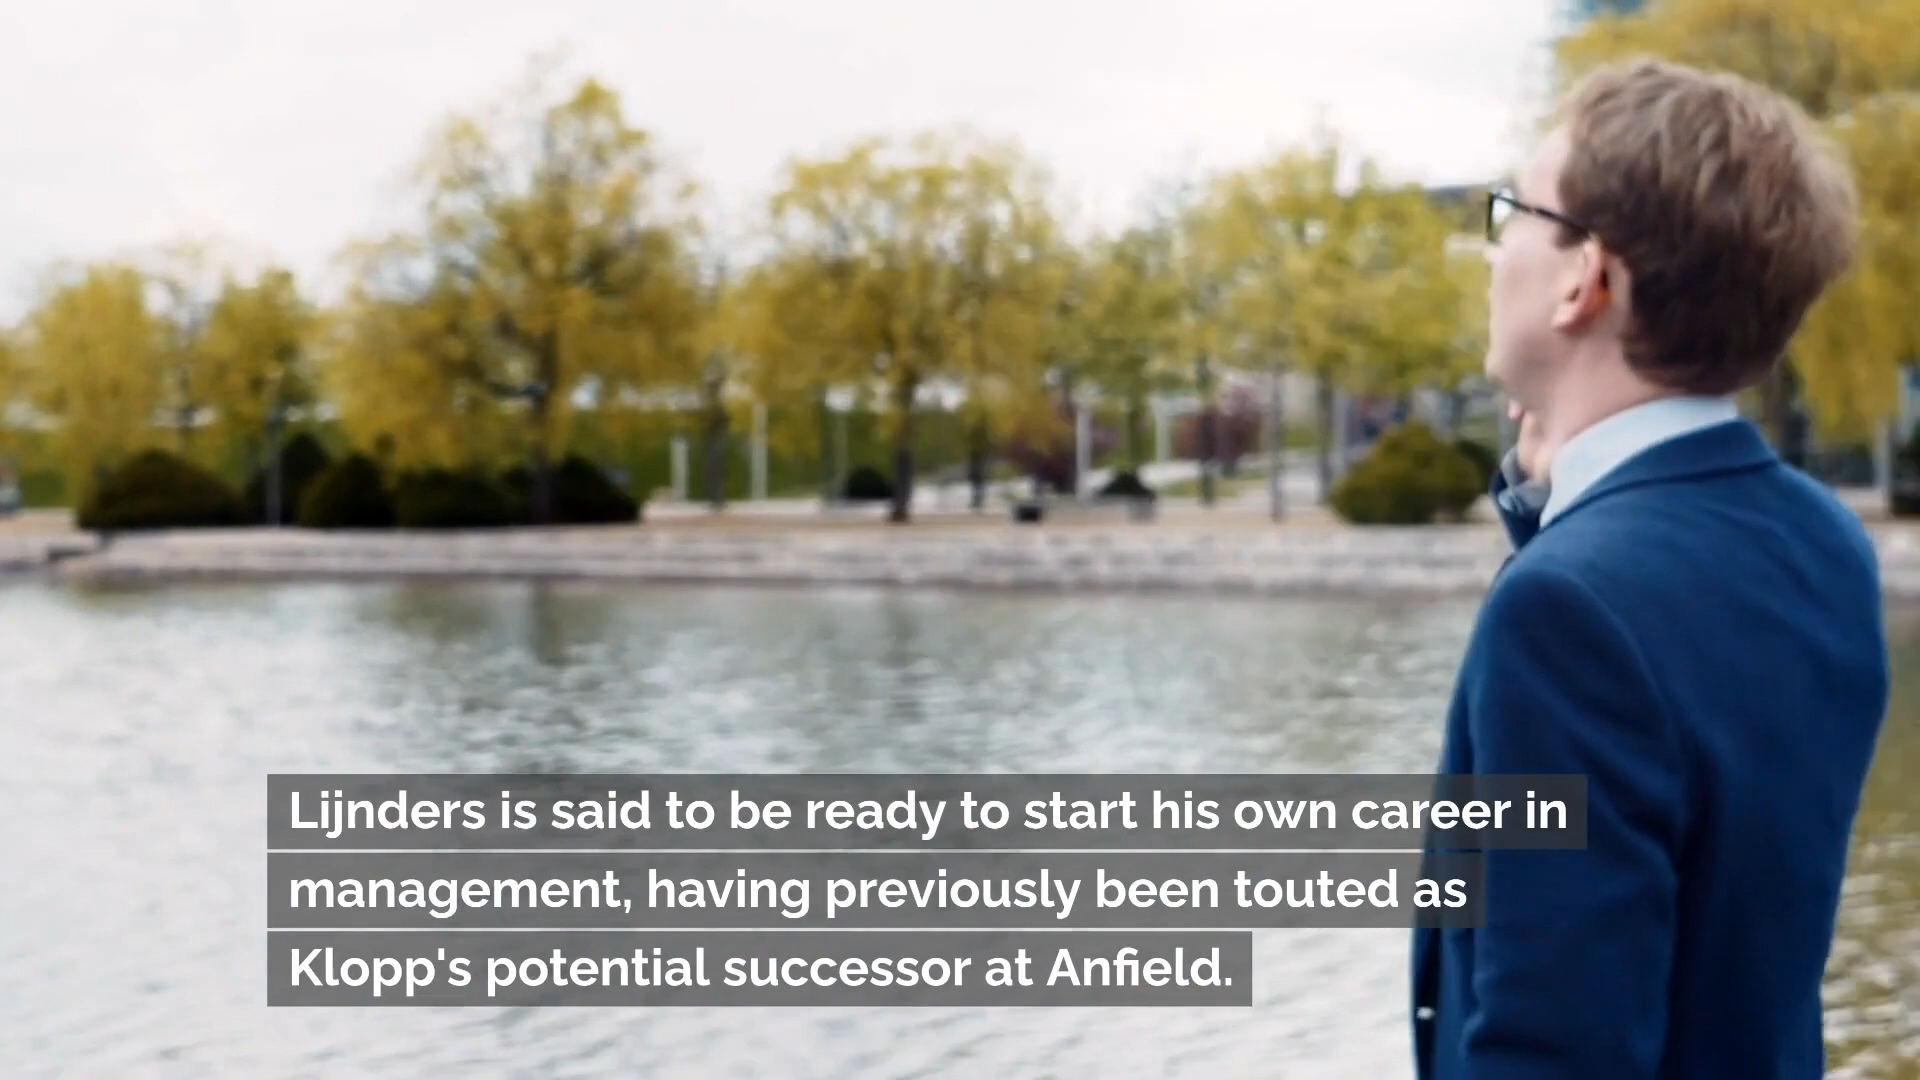 Lijnders is said to be ready to start his own career in
management, having previously been touted as
Klopp's potential successor at Anfield.